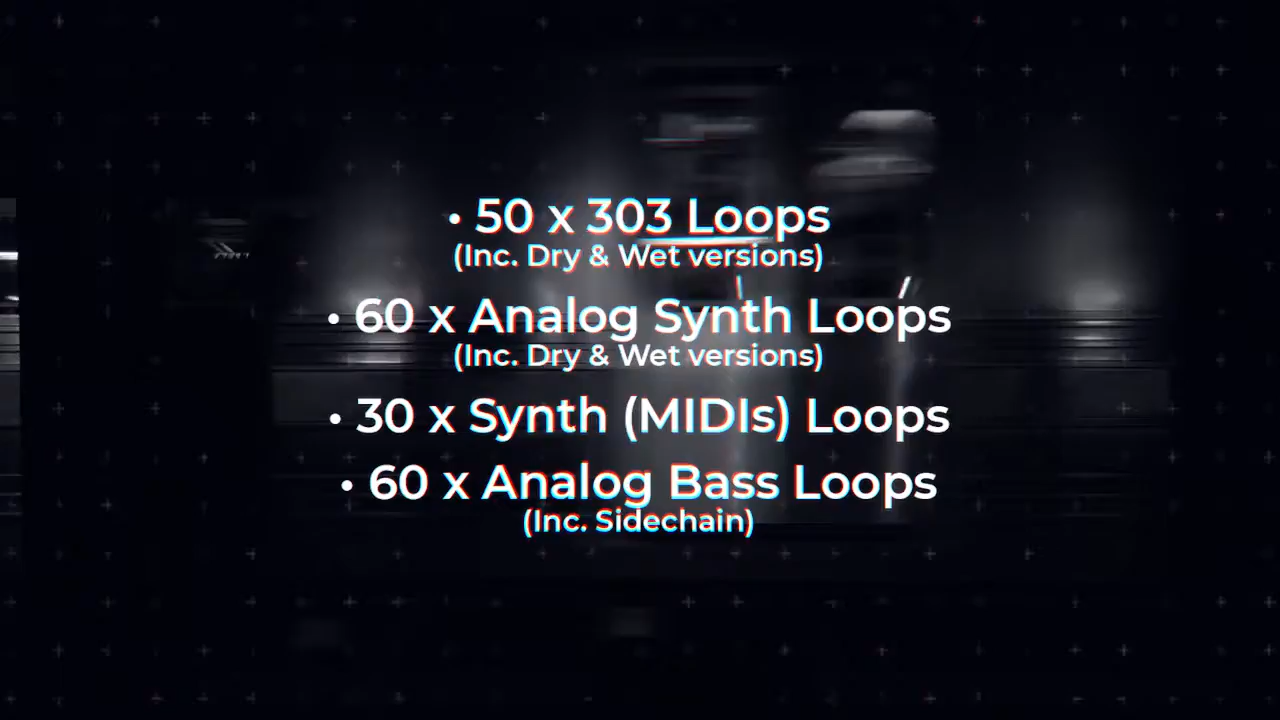 • 50 x 303 Loops
(Inc. Dry & Wet versions)
• 60 x Analog Synth Loops
(Inc. Dry & Wet versions)
• 30 x Synth (MIDIs) Loops
• 60 x Analog Bass Loops
(Inc. Sidechain)